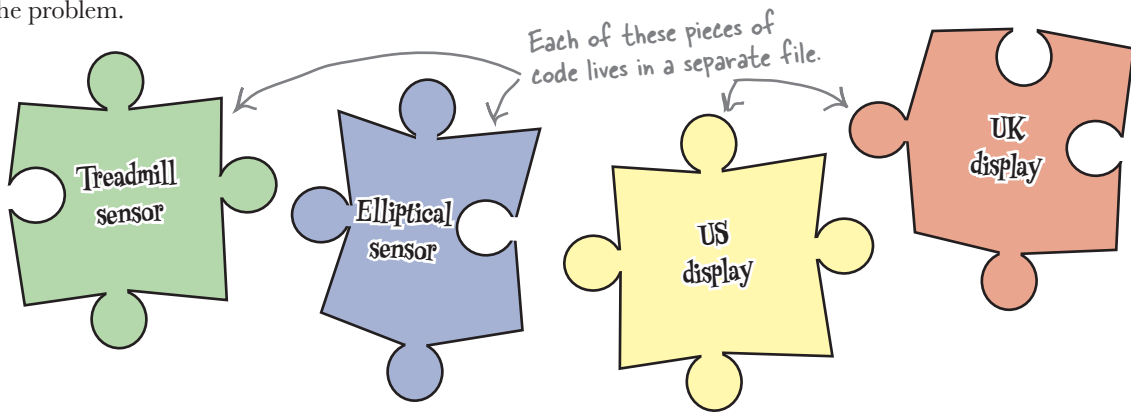 he problem.
Each of these pieces of
code lives in a separate file.
Treadmill
sensor
Elliptical
sensor
US
display
UK
display